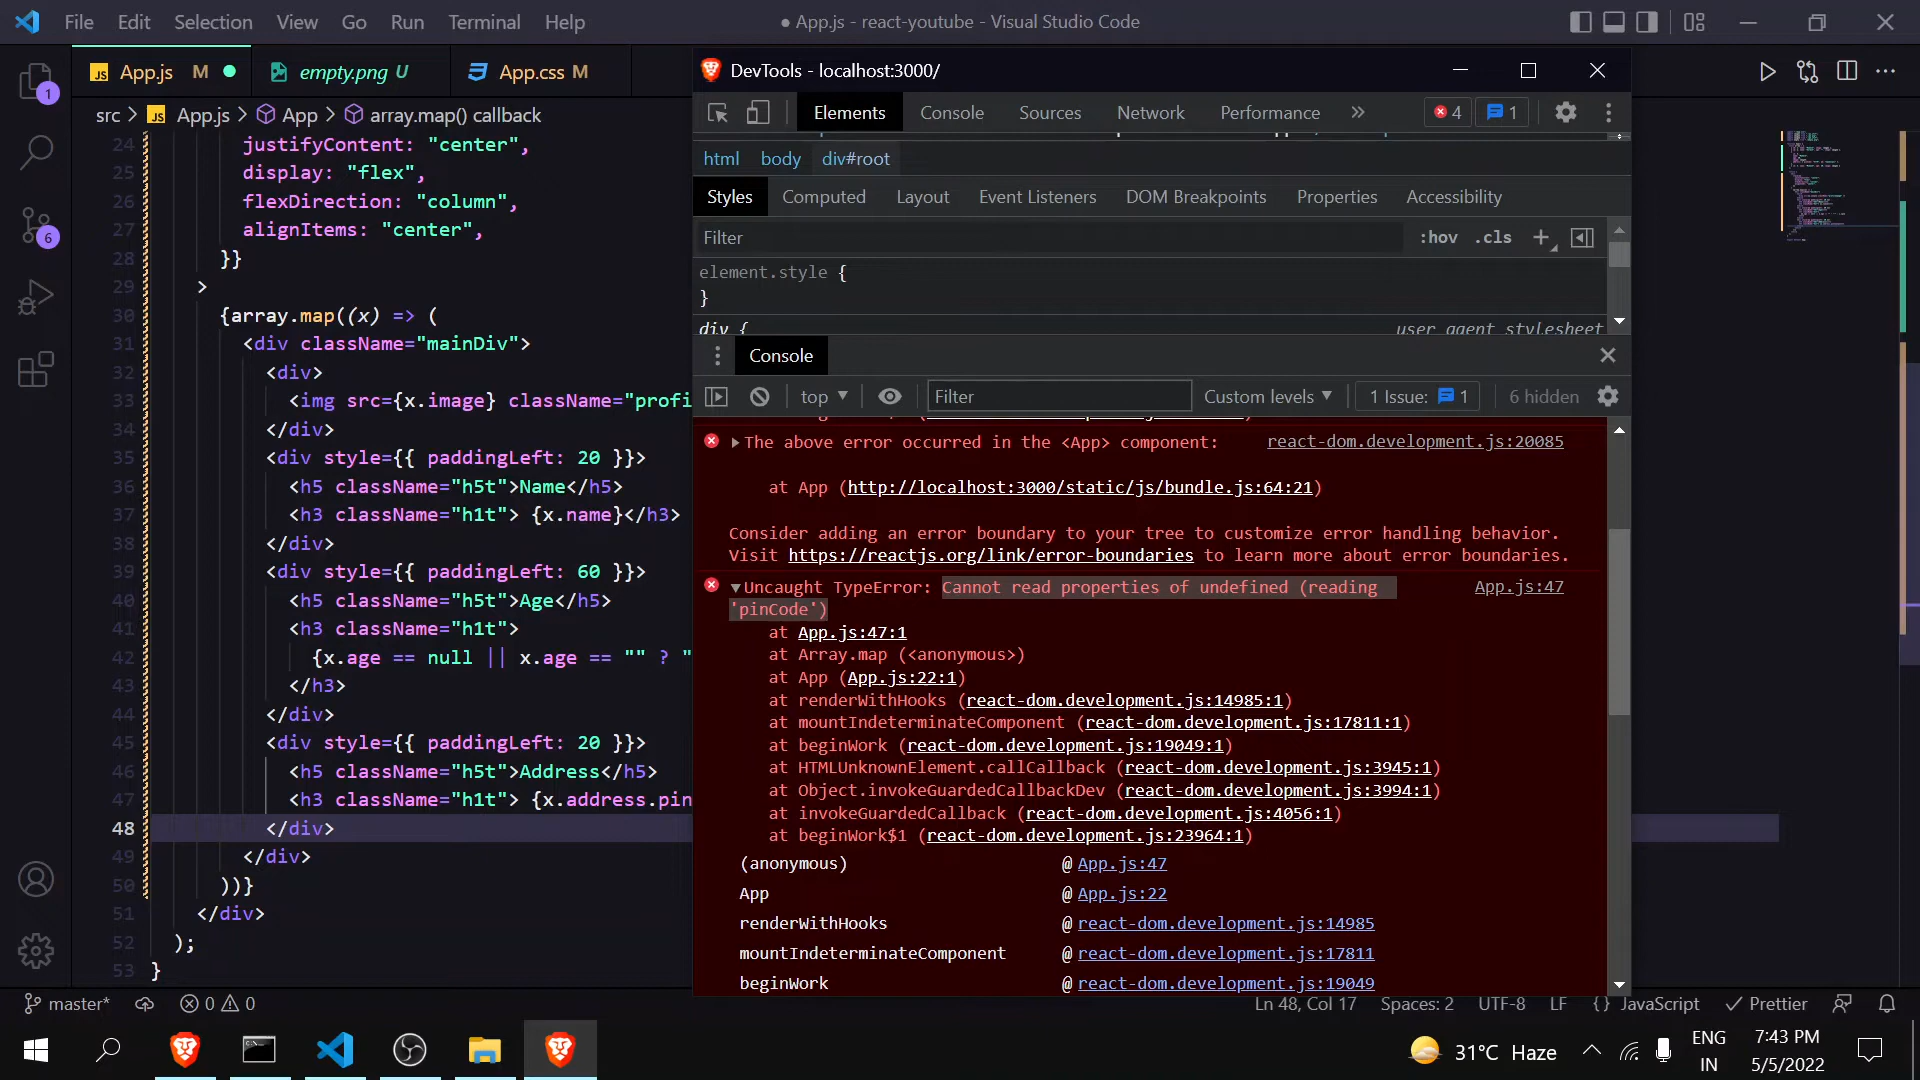 File Edit Selection View Go Run Terminal Help
● App.js - react-youtube - Visual Studio Code
JS App.js M
empty.png U
App.css M
src > JS App.js > App > array.map() callback
24 justifyContent: "center",
25 display: "flex",
26 flexDirection: "column",
27 alignItems: "center",
28 }}
29 >
30 {array.map((x) => (
31 <div className="mainDiv">
32 <div>
33 <img src={x.image} className="profi
34 </div>
35 <div style={{ paddingLeft: 20 }}>
36 <h5 className="h5t">Name</h5>
37 <h3 className="h1t"> {x.name}</h3>
38 </div>
39 <div style={{ paddingLeft: 60 }}>
40 <h5 className="h5t">Age</h5>
41 <h3 className="h1t">
42 {x.age == null || x.age == "" ? "
43 </h3>
44 </div>
45 <div style={{ paddingLeft: 20 }}>
46 <h5 className="h5t">Address</h5>
47 <h3 className="h1t"> {x.address.pin
48 </div>
49 </div>
50 ))}
51 </div>
52 );
53 }
1
6
DevTools - localhost:3000/
Elements Console Sources Network Performance » 4 1
html body div#root
Styles Computed Layout Event Listeners DOM Breakpoints Properties Accessibility
Filter :hov .cls +
element.style {
}
div { user agent stylesheet
Console
top ▼ Filter Custom levels ▼ 1 Issue: 1 6 hidden
▶The above error occurred in the <App> component: react-dom.development.js:20085
at App (http://localhost:3000/static/js/bundle.js:64:21)
Consider adding an error boundary to your tree to customize error handling behavior.
Visit https://reactjs.org/link/error-boundaries to learn more about error boundaries.
▼Uncaught TypeError: Cannot read properties of undefined (reading App.js:47
'pinCode')
at App.js:47:1
at Array.map (<anonymous>)
at App (App.js:22:1)
at renderWithHooks (react-dom.development.js:14985:1)
at mountIndeterminateComponent (react-dom.development.js:17811:1)
at beginWork (react-dom.development.js:19049:1)
at HTMLUnknownElement.callCallback (react-dom.development.js:3945:1)
at Object.invokeGuardedCallbackDev (react-dom.development.js:3994:1)
at invokeGuardedCallback (react-dom.development.js:4056:1)
at beginWork$1 (react-dom.development.js:23964:1)
(anonymous) @ App.js:47
App @ App.js:22
renderWithHooks @ react-dom.development.js:14985
mountIndeterminateComponent @ react-dom.development.js:17811
beginWork @ react-dom.development.js:19049
master* 0 0
Ln 48, Col 17 Spaces: 2 UTF-8 LF {} JavaScript Prettier
31°C Haze
ENG
IN
7:43 PM
5/5/2022